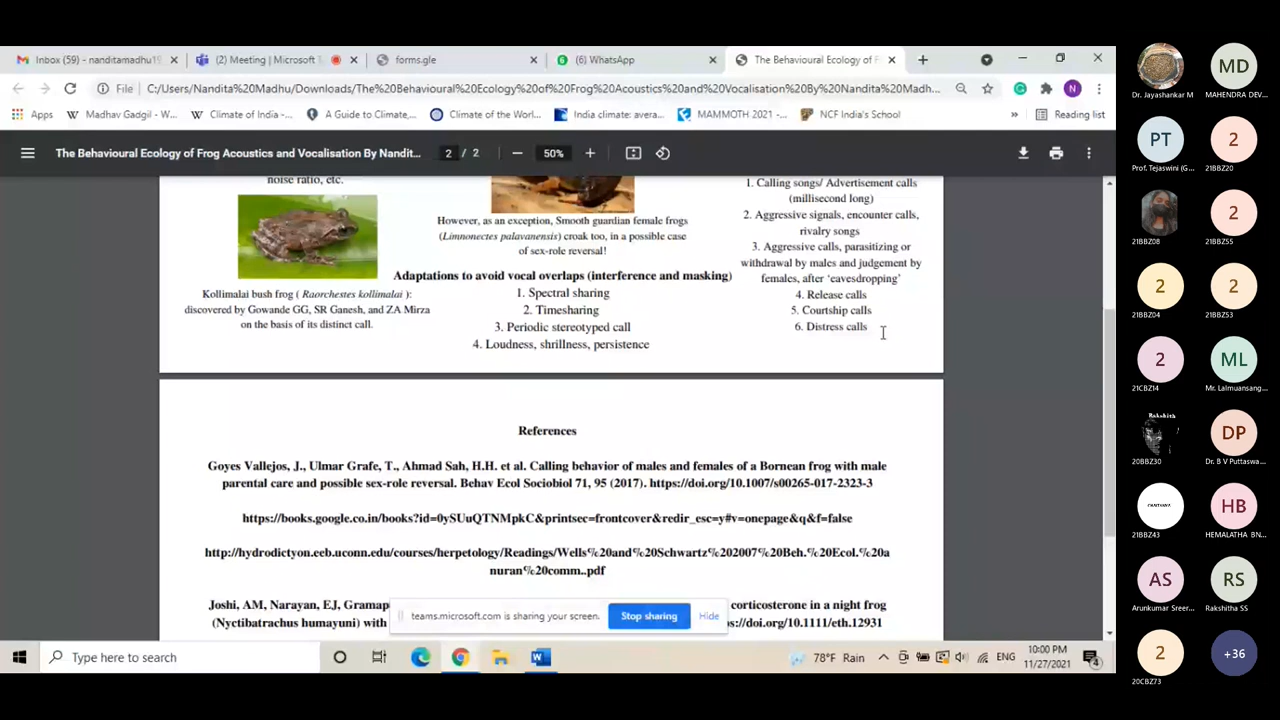 Inbox (59) - nanditamadhu19
(2) Meeting | Microsoft T
forms.gle
(6) WhatsApp
The Behavioural Ecology of F
File
C:/Users/Nandita%20Madhu/Downloads/The%20Behavioural%20Ecology%20of%20Frog%20Acoustics%20and%20Vocalisation%20By%20Nandita%20Madh...
Apps
Madhav Gadgil - W...
Climate of India -...
A Guide to Climate,...
Climate of the Worl...
India climate: avera...
MAMMOTH 2021 -...
NCF India's School
»
Reading list
The Behavioural Ecology of Frog Acoustics and Vocalisation By Nandit...
2 / 2
50%
noise ratio, etc.
Kollimalai bush frog ( Raorchestes kollimalai ):
discovered by Gowande GG, SR Ganesh, and ZA Mirza
on the basis of its distinct call.
However, as an exception, Smooth guardian female frogs
(Limnonectes palavanensis) croak too, in a possible case
of sex-role reversal!
Adaptations to avoid vocal overlaps (interference and masking)
1. Spectral sharing
2. Timesharing
3. Periodic stereotyped call
4. Loudness, shrillness, persistence
1. Calling songs/ Advertisement calls
(millisecond long)
2. Aggressive signals, encounter calls,
rivalry songs
3. Aggressive calls, parasitizing or
withdrawal by males and judgement by
females, after ‘eavesdropping’
4. Release calls
5. Courtship calls
6. Distress calls
References
Goyes Vallejos, J., Ulmar Grafe, T., Ahmad Sah, H.H. et al. Calling behavior of males and females of a Bornean frog with male
parental care and possible sex-role reversal. Behav Ecol Sociobiol 71, 95 (2017). https://doi.org/10.1007/s00265-017-2323-3
https://books.google.co.in/books?id=0ySUuQTNMpkC&printsec=frontcover&redir_esc=y#v=onepage&q&f=false
http://hydrodictyon.eeb.uconn.edu/courses/herpetology/Readings/Wells%20and%20Schwartz%202007%20Beh.%20Ecol.%20a
nuran%20comm..pdf
Joshi, AM, Narayan, EJ, Gramap corticosterone in a night frog
(Nyctibatrachus humayuni) with s://doi.org/10.1111/eth.12931
teams.microsoft.com is sharing your screen.
Stop sharing
Hide
Type here to search
78°F Rain
ENG
10:00 PM
11/27/2021
4
Dr. Jayashankar M
MD
MAHENDRA DEV...
PT
Prof. Tejaswini (G...
2
21BBZ20
21BBZ08
2
21BBZ55
2
21BBZ04
2
21BBZ53
2
21CBZ14
ML
Mr. Lalmuansang...
Rakshith
20BBZ30
DP
Dr. B V Puttaswa...
21BBZ43
HB
HEMALATHA BN...
AS
Arunkumar Sreer...
RS
Rakshitha SS
2
20CBZ73
+36